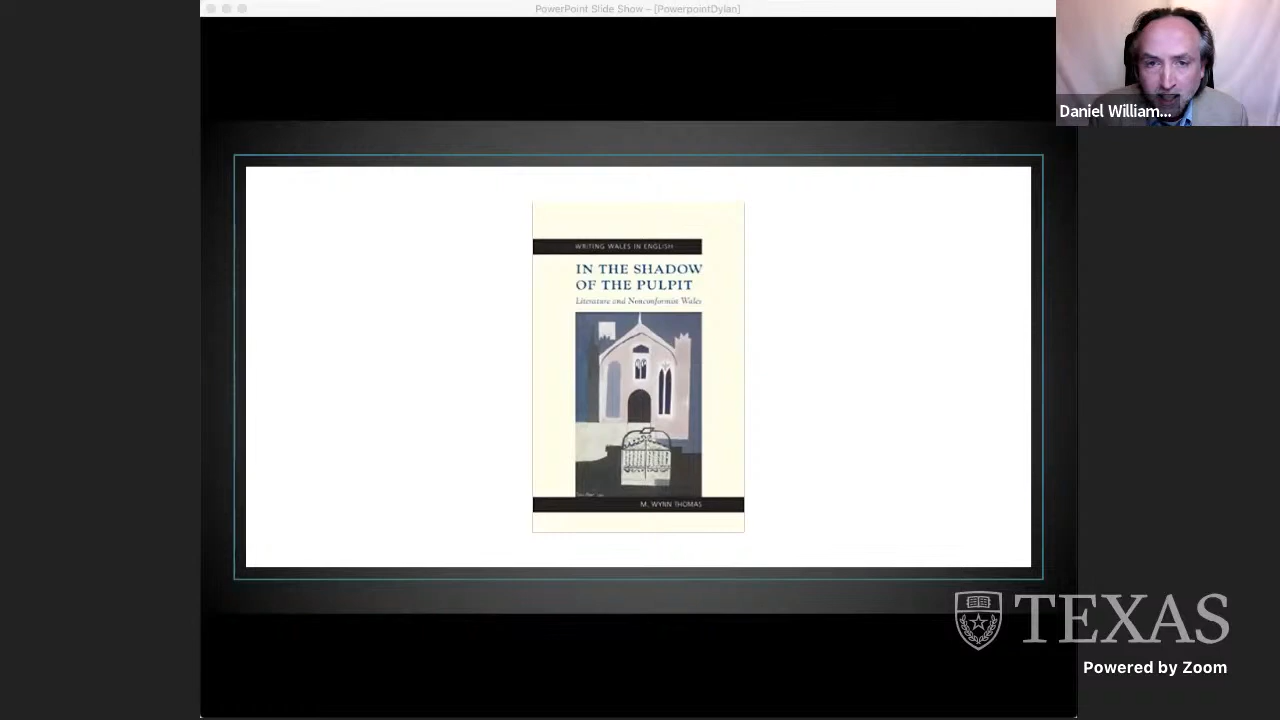 PowerPoint Slide Show – [PowerpointDylan]
Daniel William...
WRITING WALES IN ENGLISH
IN THE SHADOW
OF THE PULPIT
Literature and Nonconformist Wales
M. WYNN THOMAS
TEXAS
Powered by Zoom